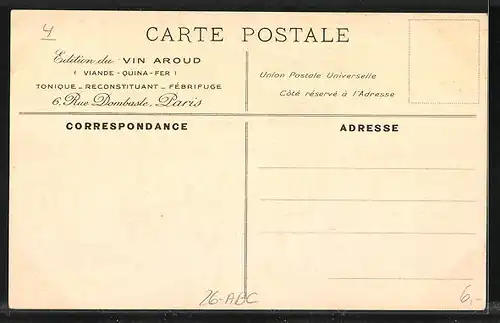 4
CARTE POSTALE
Edition du VIN AROUD
( VIANDE - QUINA - FER )
TONIQUE - RECONSTITUANT - FÉBRIFUGE
6, Rue Dombasle, Paris
Union Postale Universelle
Côté réservé à l'Adresse
CORRESPONDANCE
ADRESSE
26-ABC
6,-